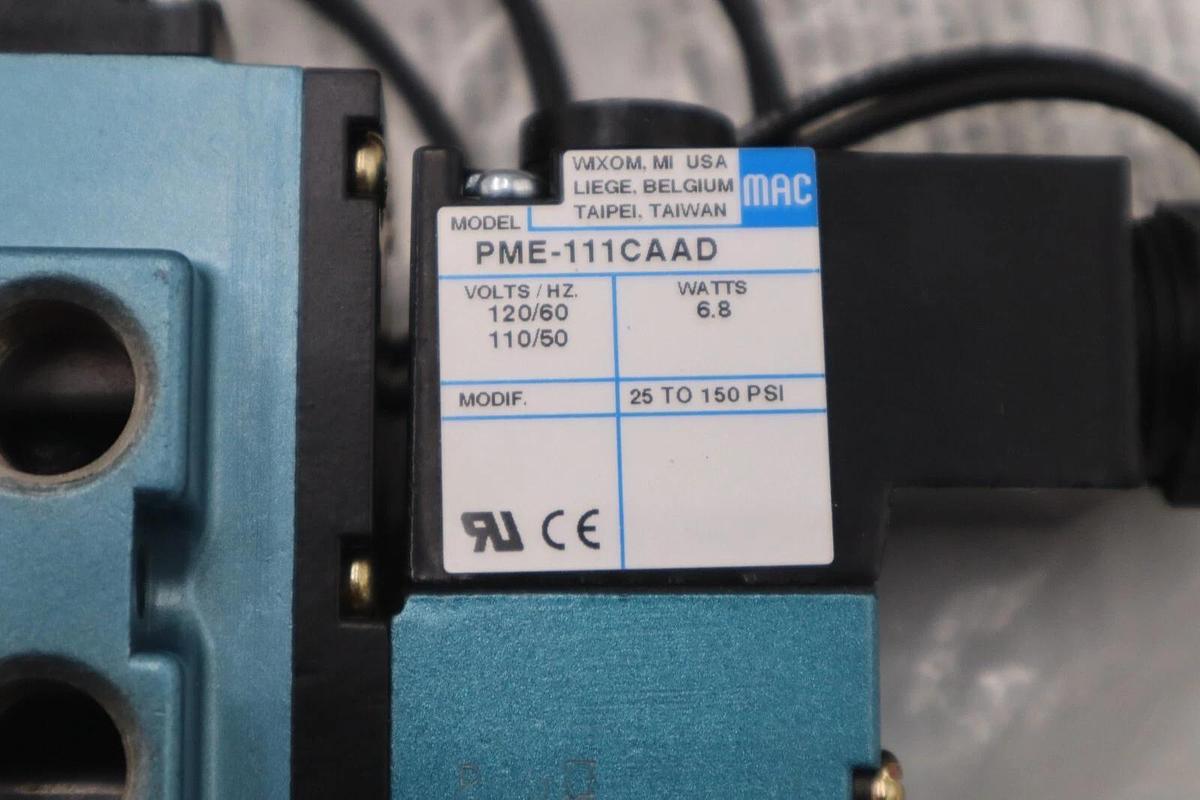 WIXOM, MI USA
LIEGE, BELGIUM
TAIPEI, TAIWAN
MAC
MODEL
PME-111CAAD
VOLTS / HZ.
120/60
110/50
WATTS
6.8
MODIF.
25 TO 150 PSI
CE